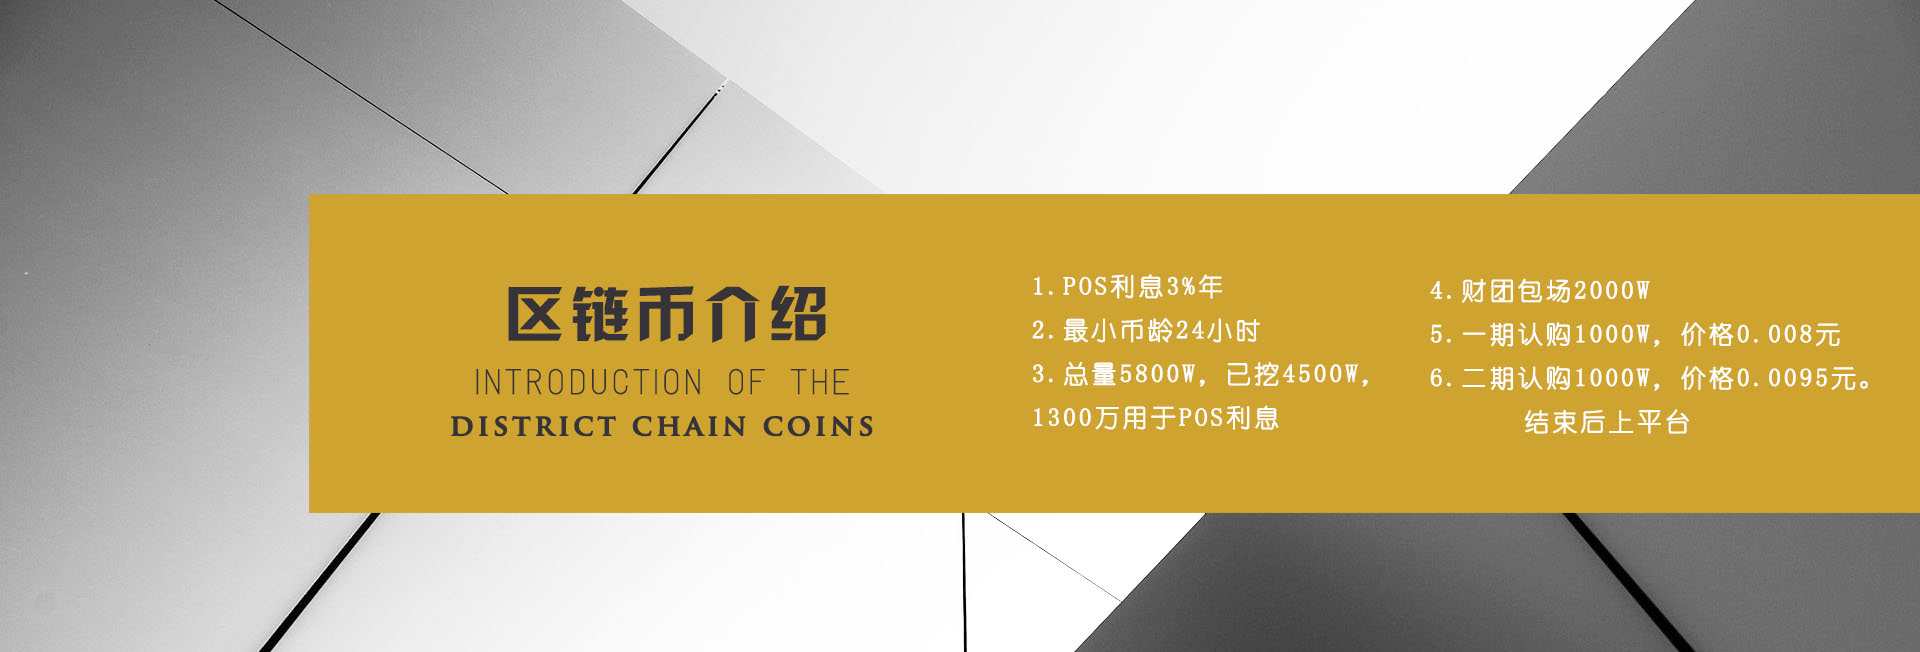 区链币介绍
INTRODUCTION OF THE
DISTRICT CHAIN COINS
1.POS利息3%年
2.最小币龄24小时
3.总量5800W，已挖4500W，
1300万用于POS利息
4.财团包场2000W
5.一期认购1000W，价格0.008元
6.二期认购1000W，价格0.0095元。
结束后上平台